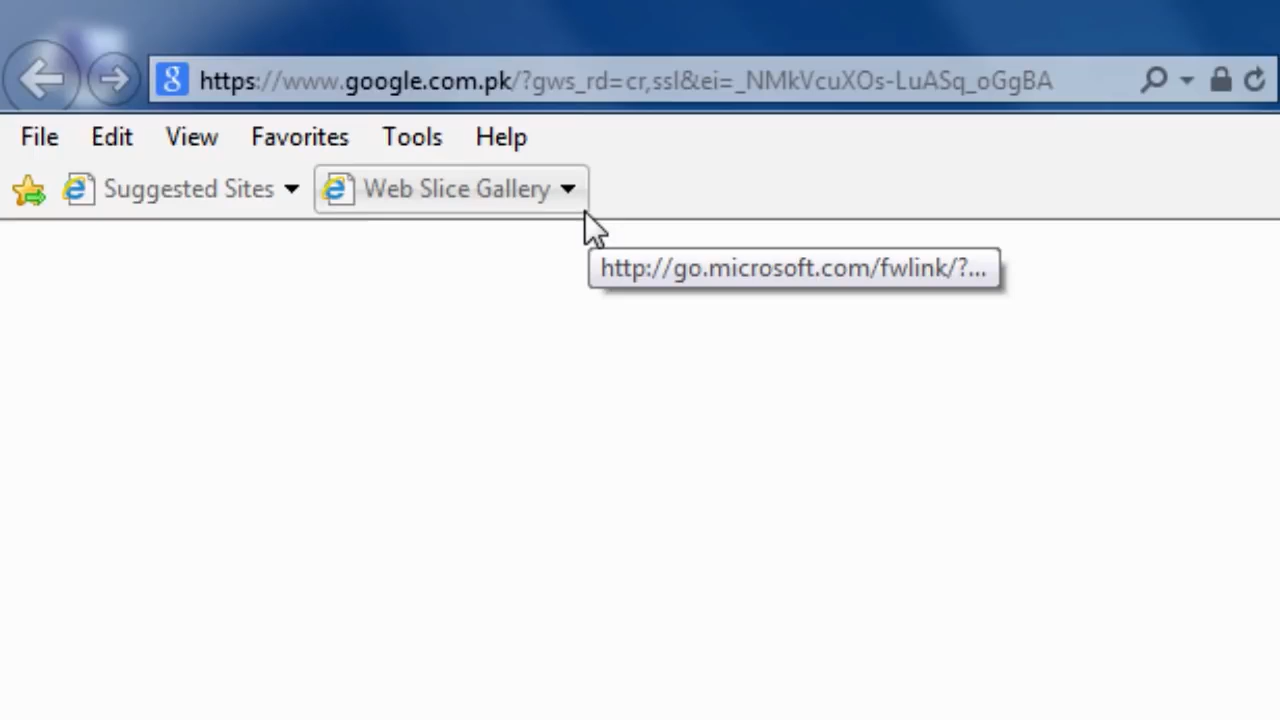 https://www.google.com.pk/?gws_rd=cr,ssl&ei=_NMkVcuXOs-LuASq_oGgBA
File Edit View Favorites Tools Help
Suggested Sites Web Slice Gallery
http://go.microsoft.com/fwlink/?...